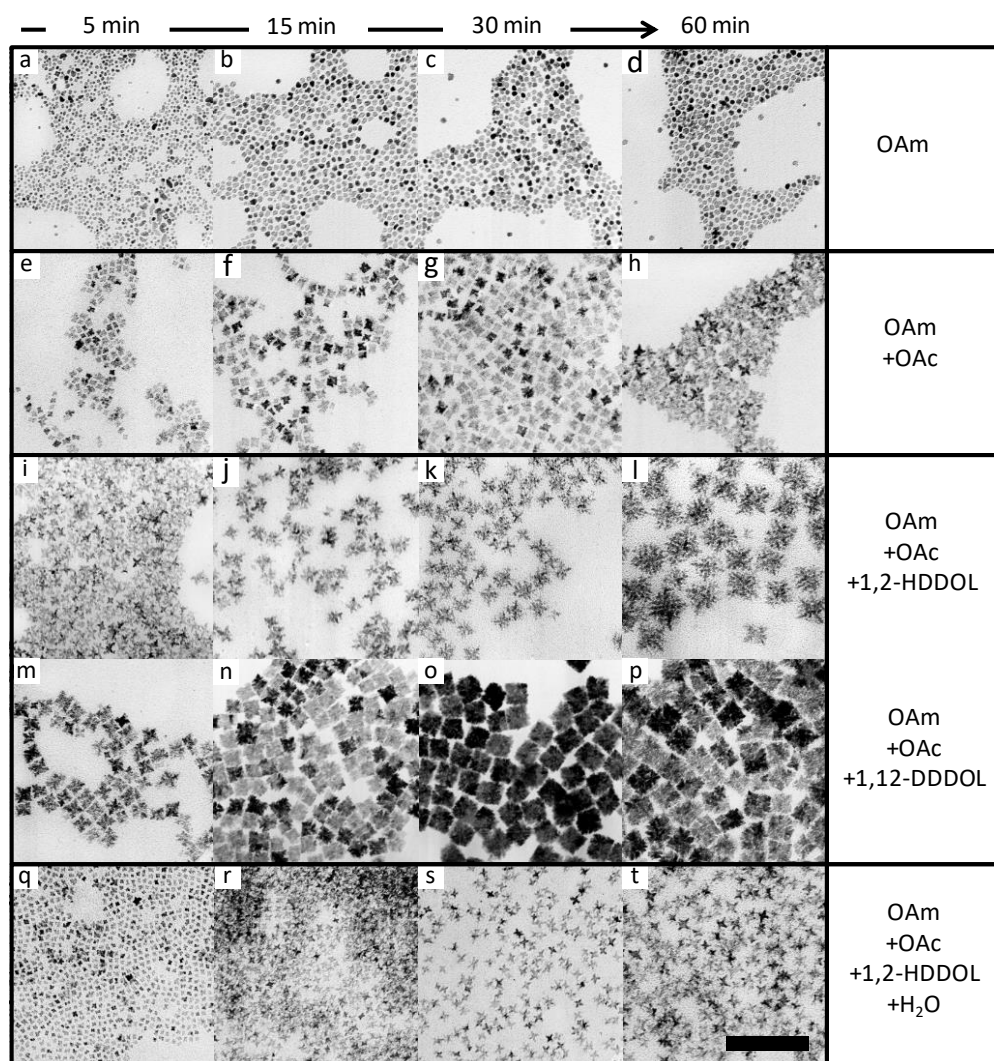 5 min 15 min 30 min 60 min
a b c d
OAm
e f g h
OAm
+OAc
i j k l
OAm
+OAc
+1,2-HDDOL
m n o p
OAm
+OAc
+1,12-DDDOL
q r s t
OAm
+OAc
+1,2-HDDOL
+H₂O